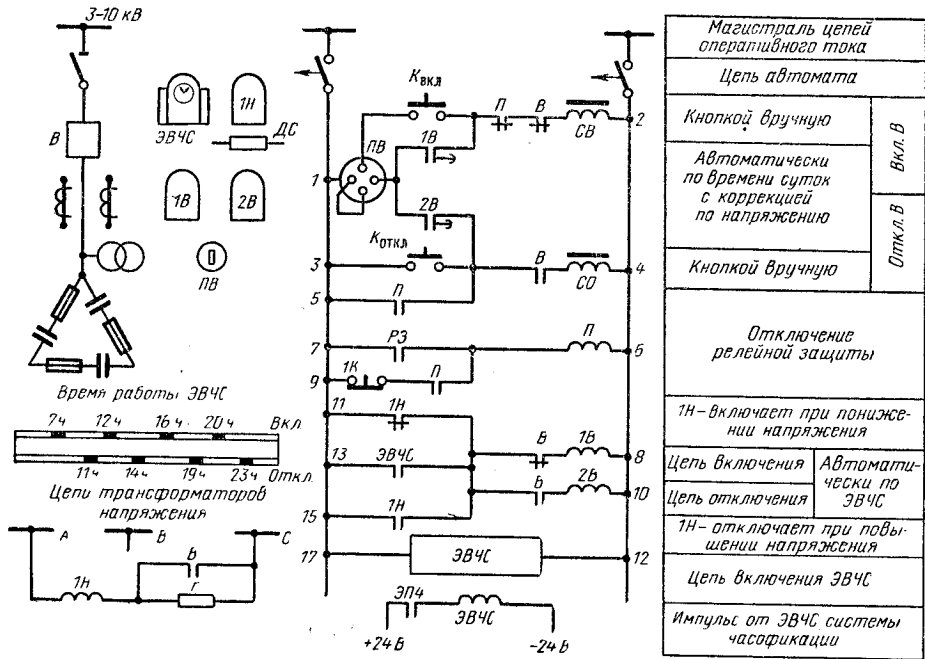 3-10 кВ
В
ЭВЧС
1Н
ДС
1В
2В
ПВ
Время работы ЭВЧС
7ч 12ч 16ч 20ч Вкл.
11ч 14ч 19ч 23ч Откл.
Цепи трансформаторов
напряжения
А В С
1Н
В
r
Kвкл
П В
СВ
2
ПВ
1В
1
2В
Kоткл
3
В
СО
4
5
П
7
РЗ
П
6
9
1К
П
11
1Н
В
1В
8
13
ЭВЧС
В
2В
10
15
1Н
17
ЭВЧС
12
ЭП4
ЭВЧС
+24В
-24В
Магистраль цепей
оперативного тока
Цепь автомата
Кнопкой вручную
Вкл. В
Автоматически
по времени суток
с коррекцией
по напряжению
Откл. В
Кнопкой вручную
Отключение
релейной защиты
1Н-включает при пониже-
нии напряжения
Цепь включения
Цепь отключения
Автомати-
чески по
ЭВЧС
1Н- отключает при повы-
шении напряжения
Цепь включения ЭВЧС
Импульс от ЭВЧС системы
часофикации